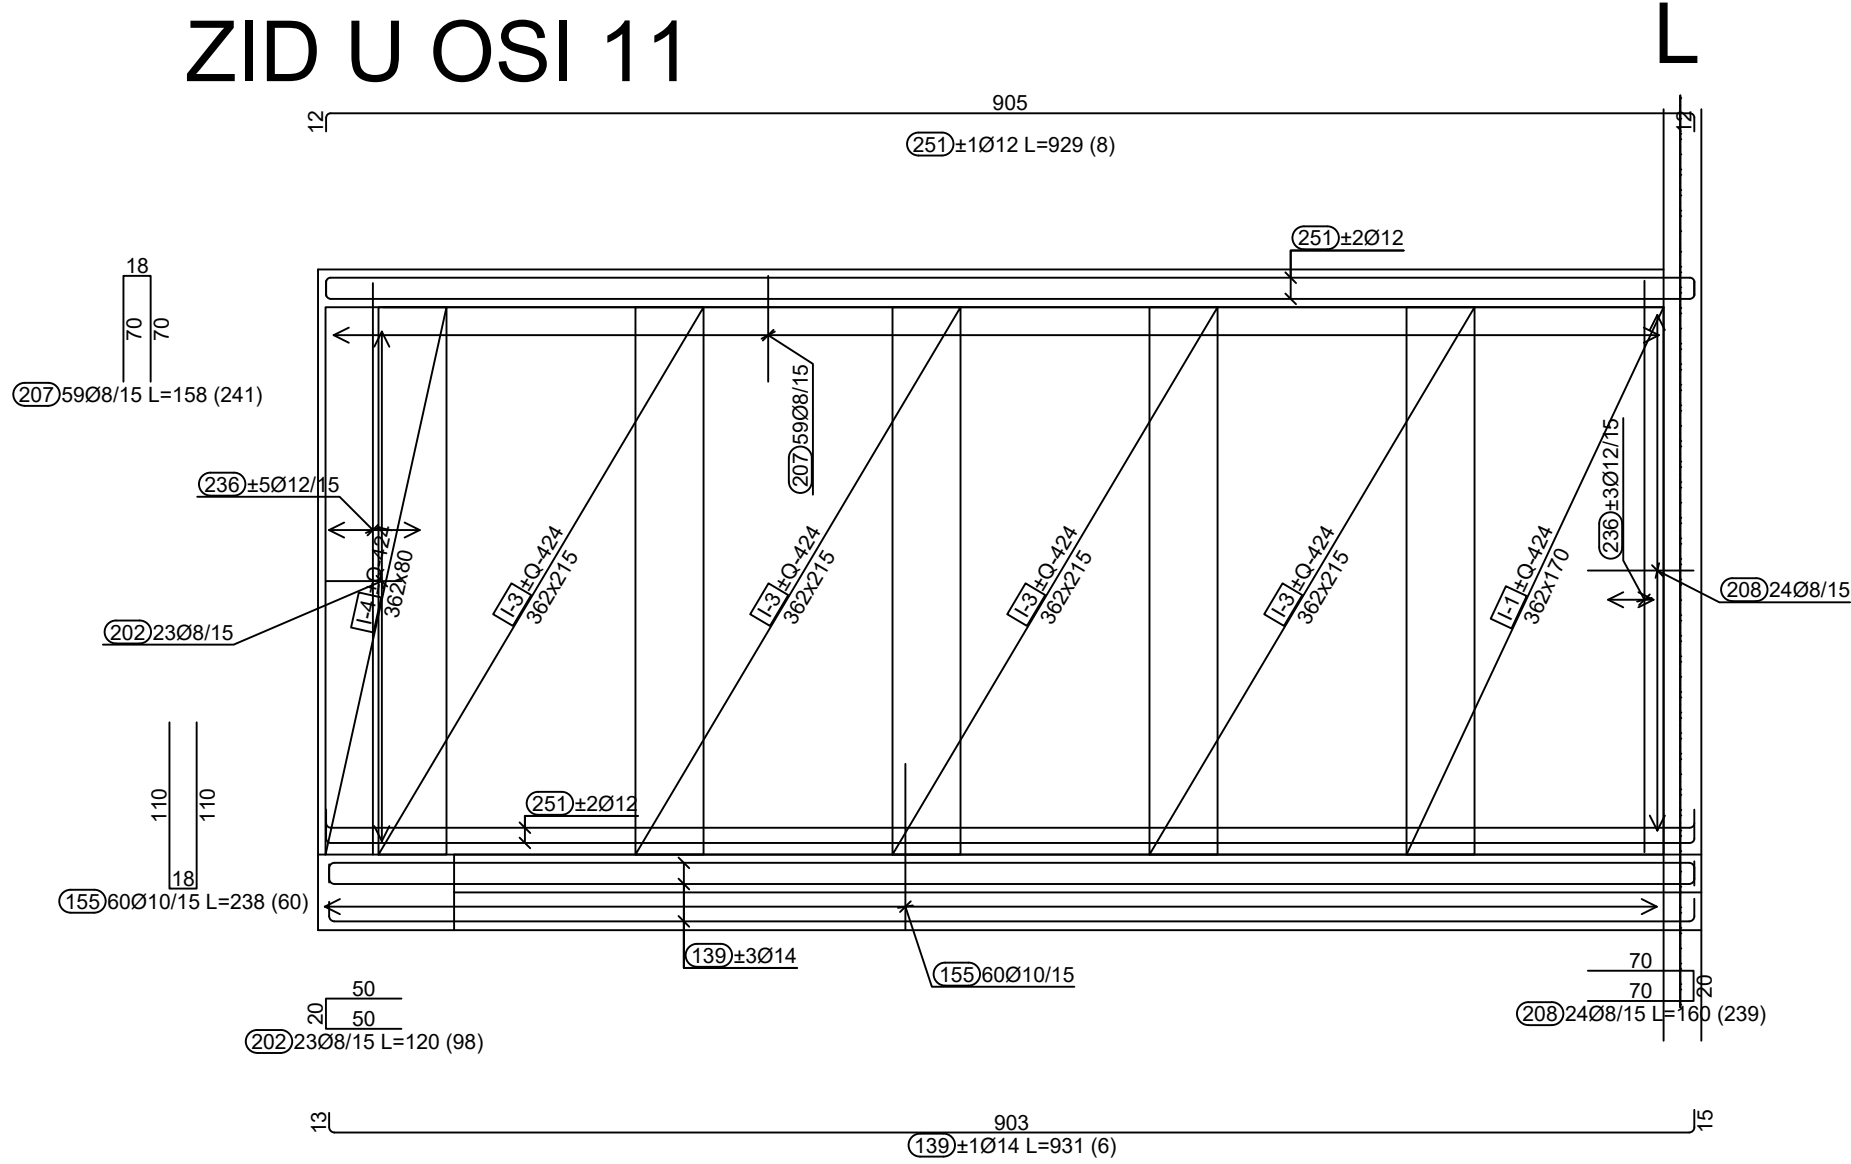 ZID U OSI 11
L
905
12
12
251 ±1Ø12 L=929 (8)
251 ±2Ø12
18
70
70
207 59Ø8/15 L=158 (241)
207 59Ø8/15
236 ±5Ø12/15
236 ±3Ø12/15
I-4 ±Q-424
362x80
I-3 ±Q-424
362x215
I-3 ±Q-424
362x215
I-3 ±Q-424
362x215
I-3 ±Q-424
362x215
I-1 ±Q-424
362x170
208 24Ø8/15
202 23Ø8/15
110
110
18
155 60Ø10/15 L=238 (60)
251 ±2Ø12
139 ±3Ø14
155 60Ø10/15
50
20
50
202 23Ø8/15 L=120 (98)
70
70
20
208 24Ø8/15 L=160 (239)
13
903
15
139 ±1Ø14 L=931 (6)